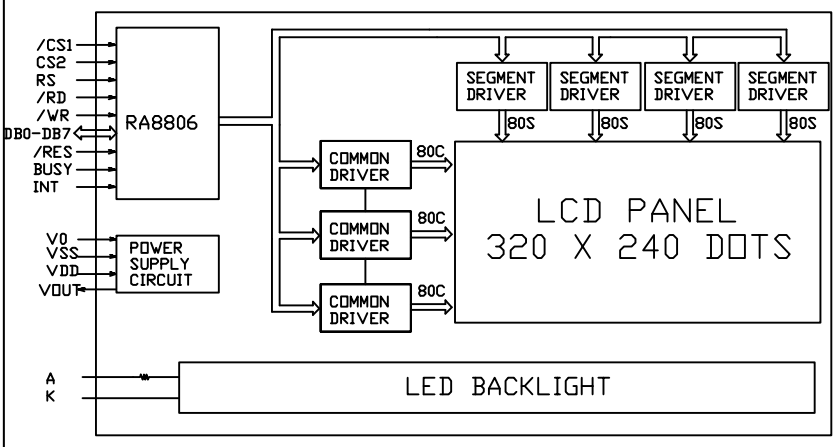 /CS1
CS2
RS
/RD
/WR
DB0-DB7
/RES
BUSY
INT
RA8806
SEGMENT
DRIVER
SEGMENT
DRIVER
SEGMENT
DRIVER
SEGMENT
DRIVER
80S
80S
80S
80S
COMMON
DRIVER
80C
COMMON
DRIVER
80C
COMMON
DRIVER
80C
LCD PANEL
320 X 240 DOTS
V0
VSS
VDD
VOUT
POWER
SUPPLY
CIRCUIT
A
K
LED BACKLIGHT